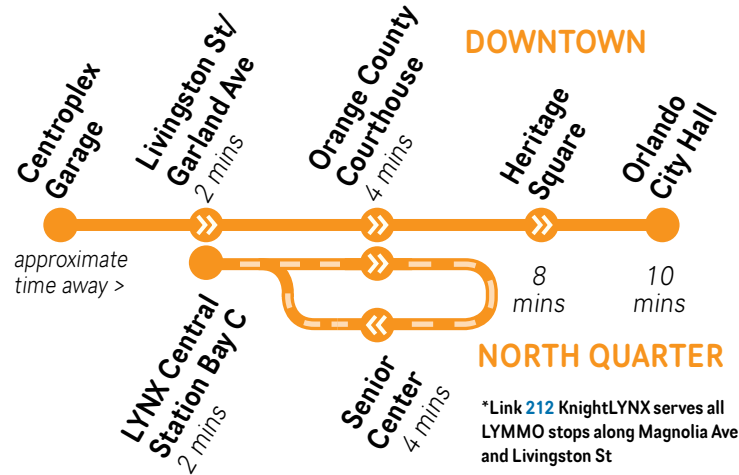 DOWNTOWN
Centroplex
Garage
Livingston St/
Garland Ave
2 mins
Orange County
Courthouse
4 mins
Heritage
Square
Orlando
City Hall
approximate
time away >
8
mins
10
mins
LYNX Central
Station Bay C
2 mins
Senior
Center
4 mins
NORTH QUARTER
*Link 212 KnightLYNX serves all
LYMMO stops along Magnolia Ave
and Livingston St